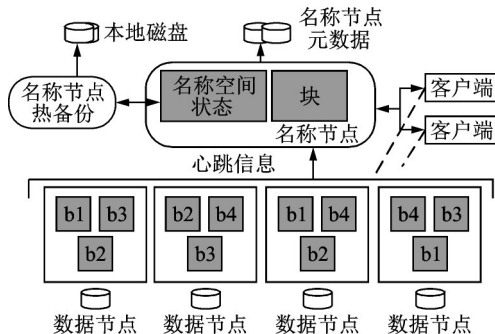 本地磁盘
名称节点
元数据
名称节点
热备份
名称空间
状态
块
名称节点
客户端
客户端
心跳信息
b1 b3
b2
b2 b4
b3
b1 b4
b2
b4 b3
b1
数据节点 数据节点 数据节点 数据节点